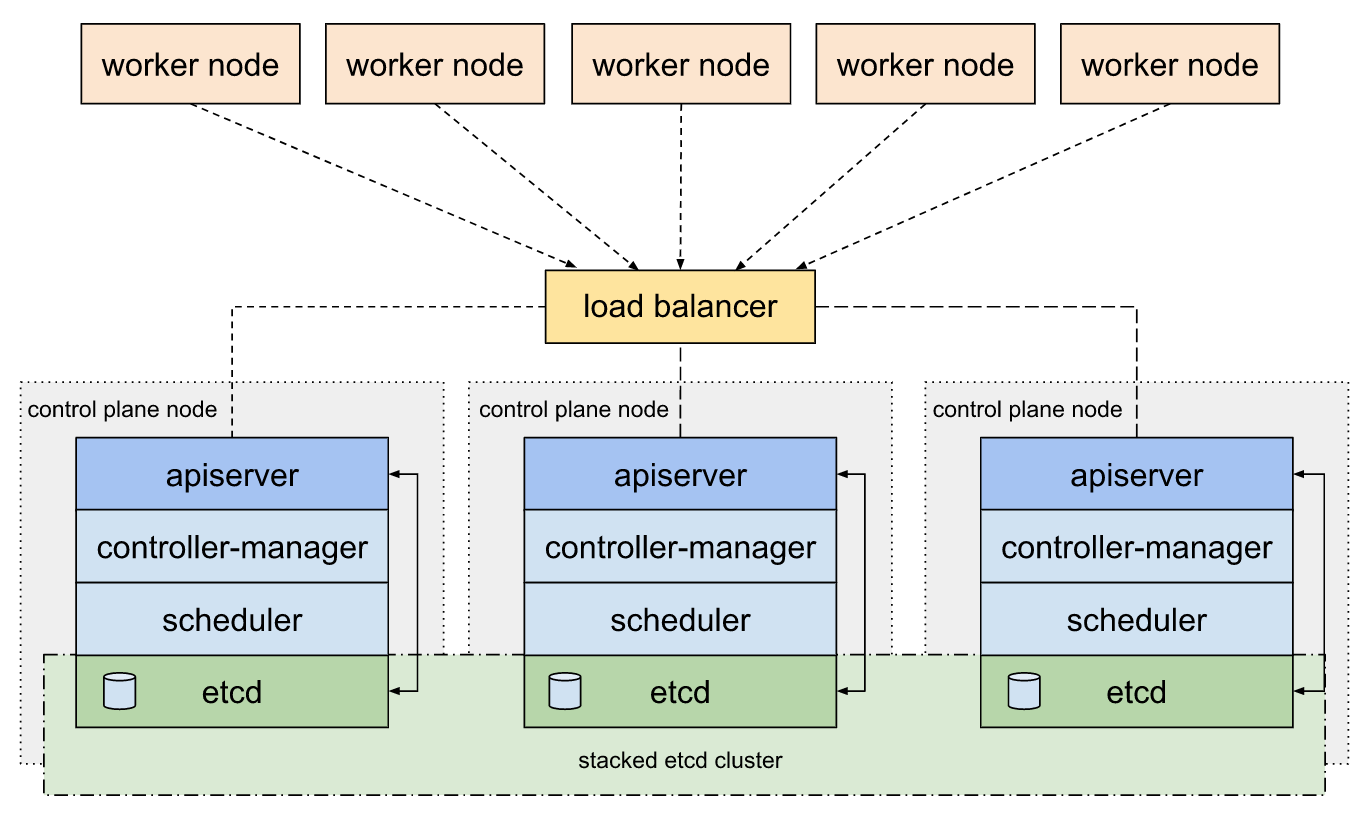 worker node
worker node
worker node
worker node
worker node
load balancer
control plane node
control plane node
control plane node
apiserver
apiserver
apiserver
controller-manager
controller-manager
controller-manager
scheduler
scheduler
scheduler
etcd
etcd
etcd
stacked etcd cluster